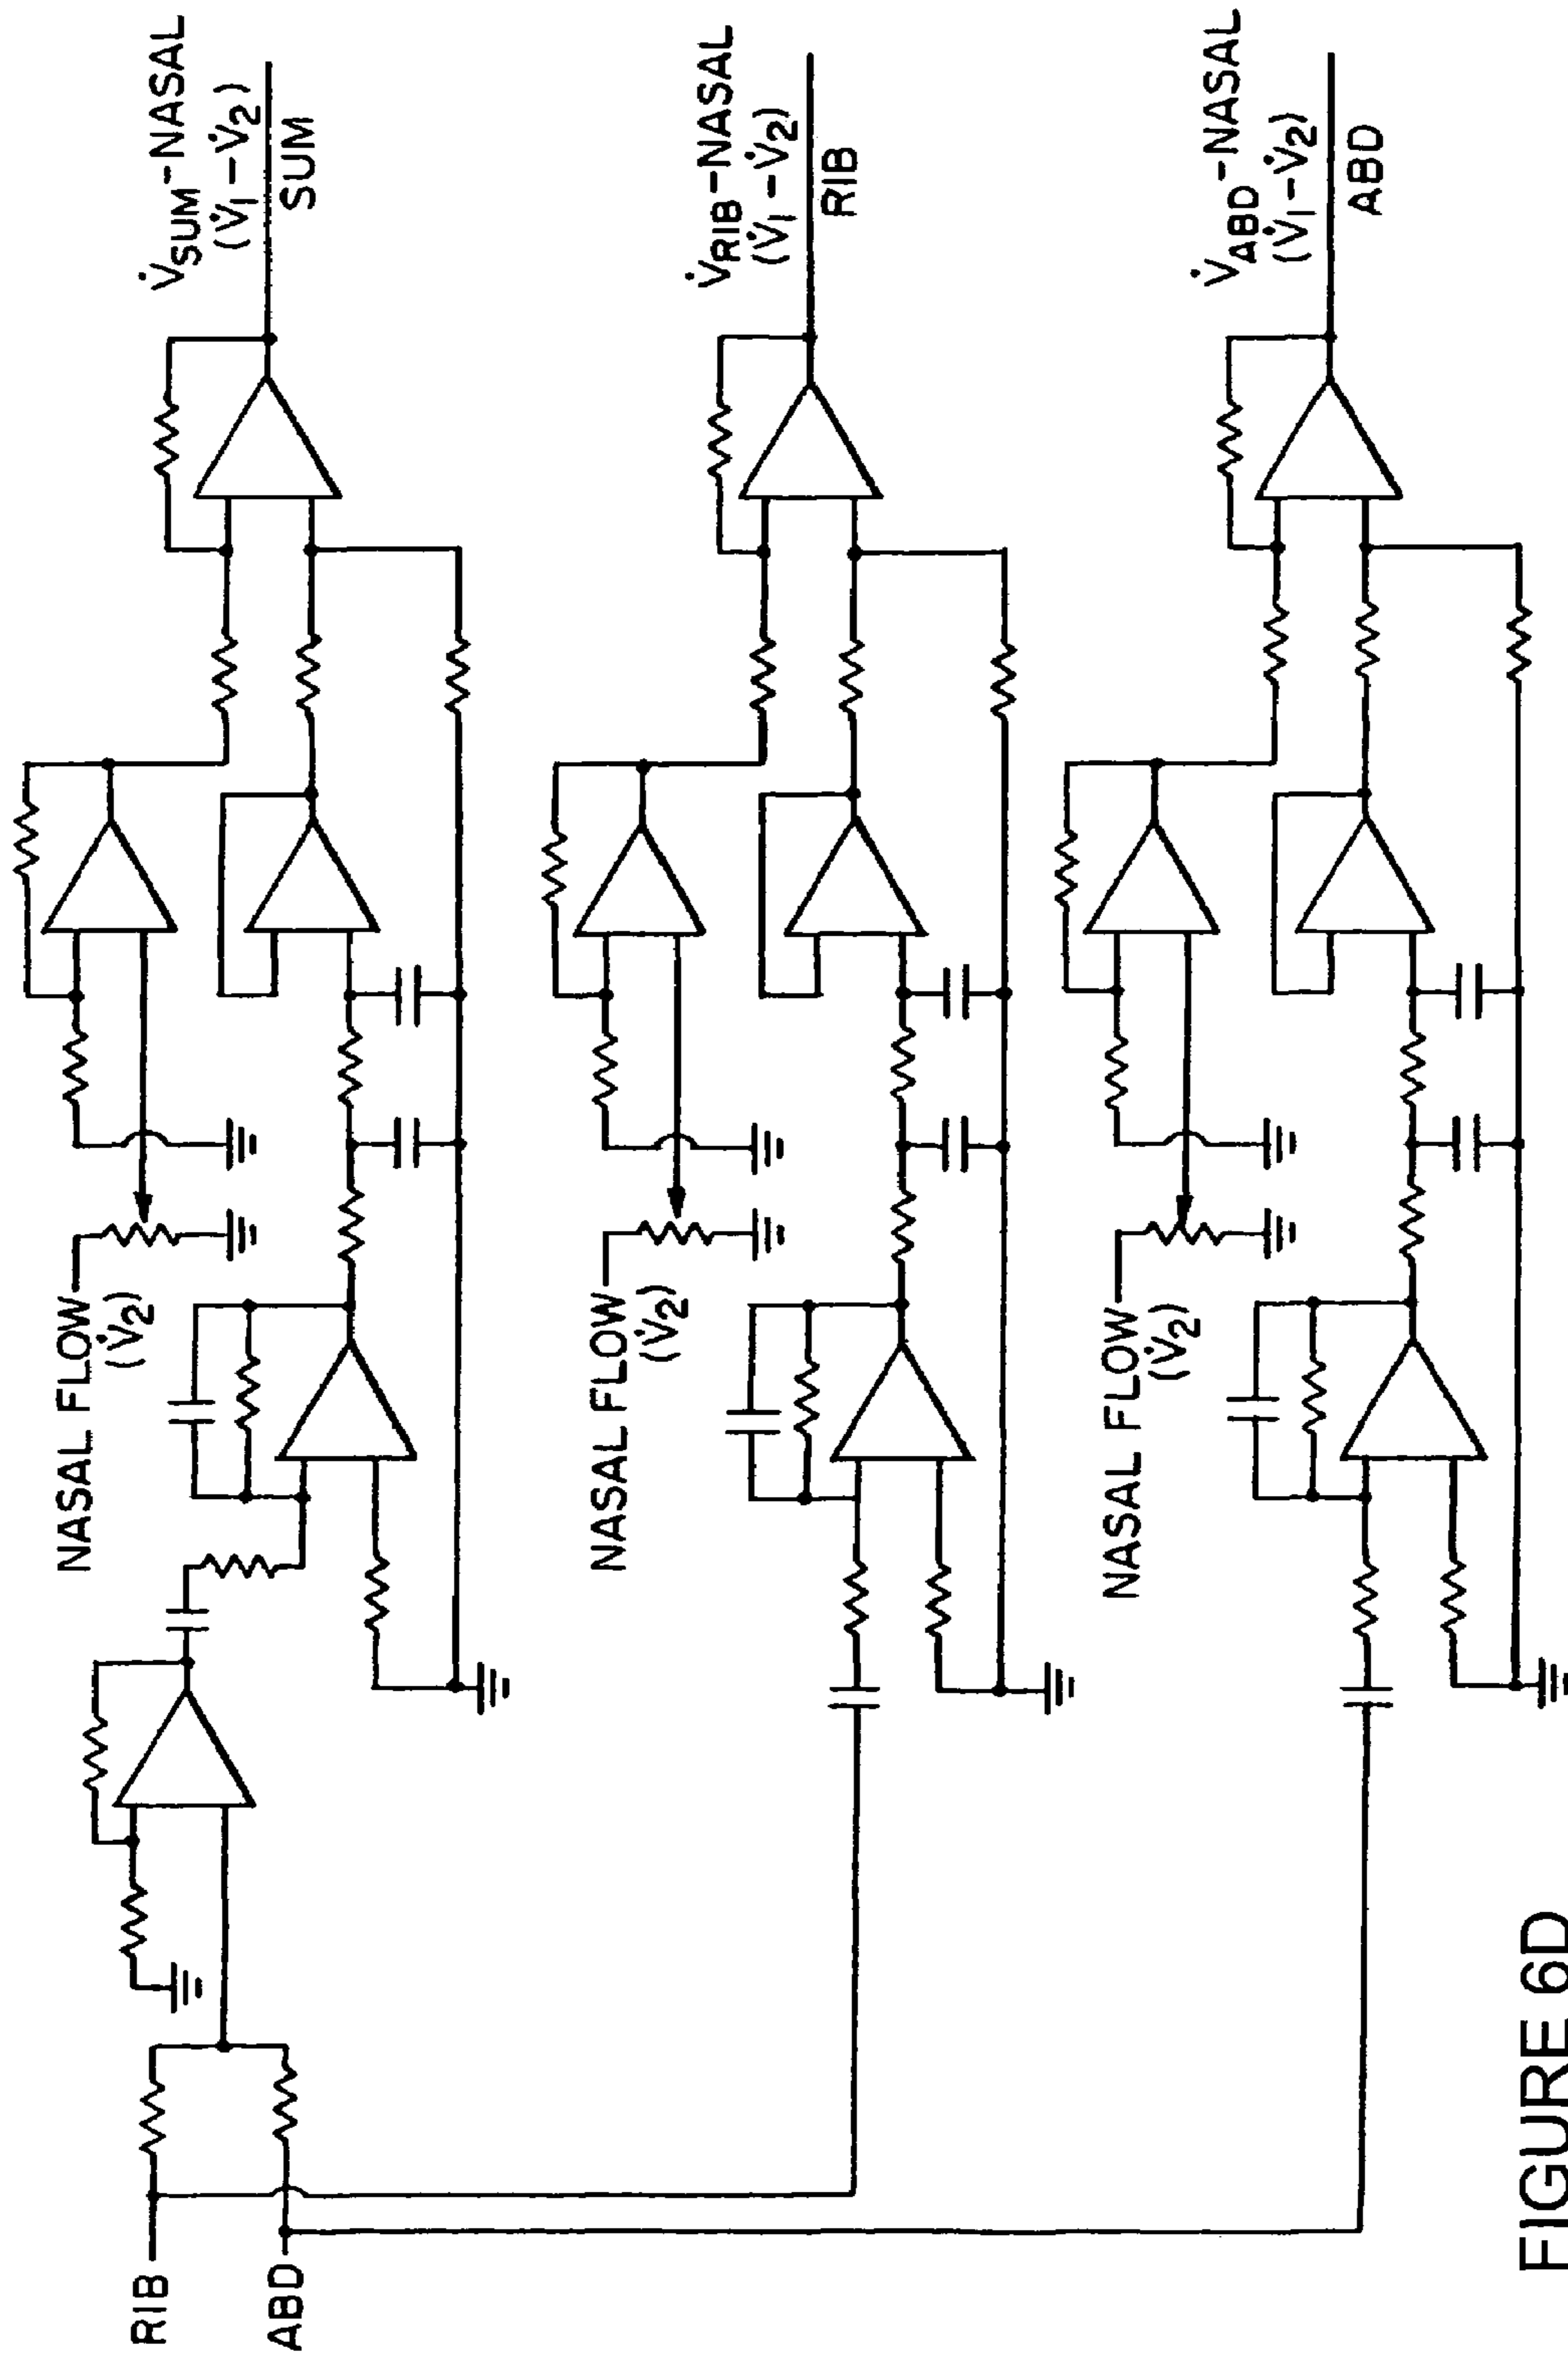 RIB
ABD
NASAL FLOW
(V̇2)
V̇SUM-NASAL
(V̇1-V̇2)
SUM
NASAL FLOW
(V̇2)
V̇RIB-NASAL
(V̇1-V̇2)
RIB
NASAL FLOW
(V̇2)
V̇ABD-NASAL
(V̇1-V̇2)
ABD
FIGURE 6D